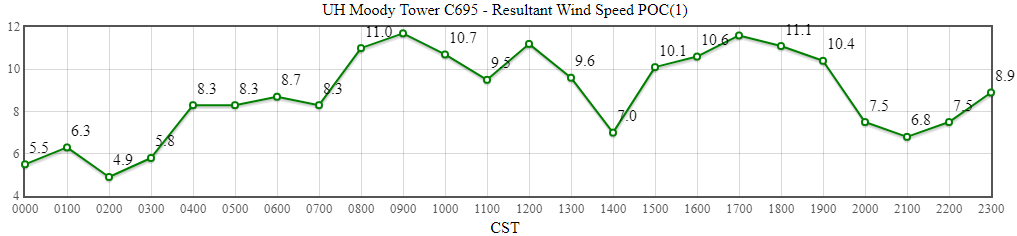 UH Moody Tower C695 - Resultant Wind Speed POC(1)
12
10
8
6
4
5.5 6.3 4.9 5.8 8.3 8.3 8.7 8.3 11.0 10.7 9.5 9.6 7.0 10.1 10.6 11.1 10.4 7.5 6.8 7.5 8.9
0000 0100 0200 0300 0400 0500 0600 0700 0800 0900 1000 1100 1200 1300 1400 1500 1600 1700 1800 1900 2000 2100 2200 2300
CST